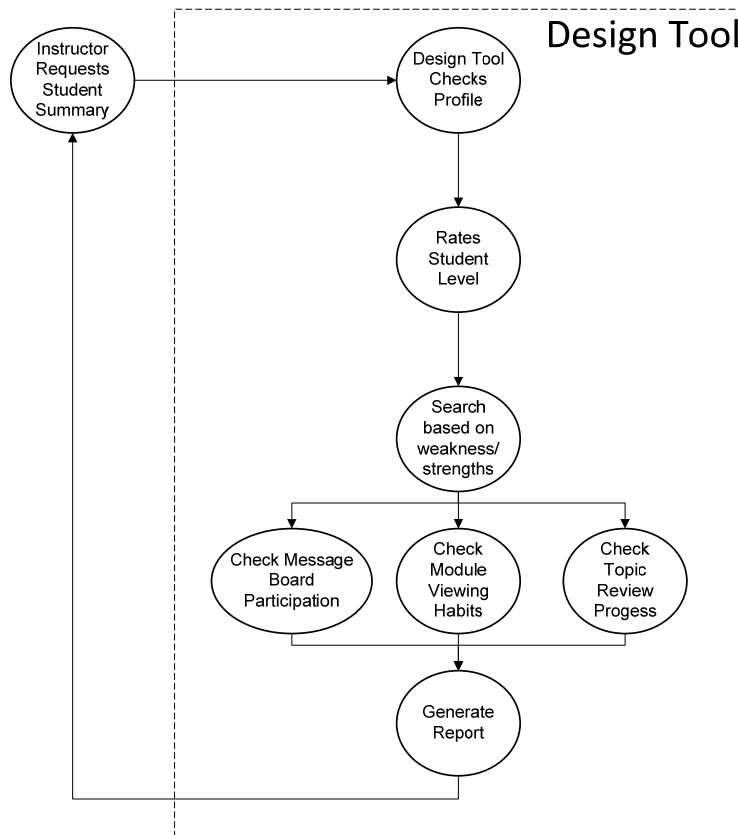 Design Tool
Instructor
Requests
Student
Summary
Design Tool
Checks
Profile
Rates
Student
Level
Search
based on
weakness/
strengths
Check Message
Board
Participation
Check
Module
Viewing
Habits
Check
Topic
Review
Progess
Generate
Report